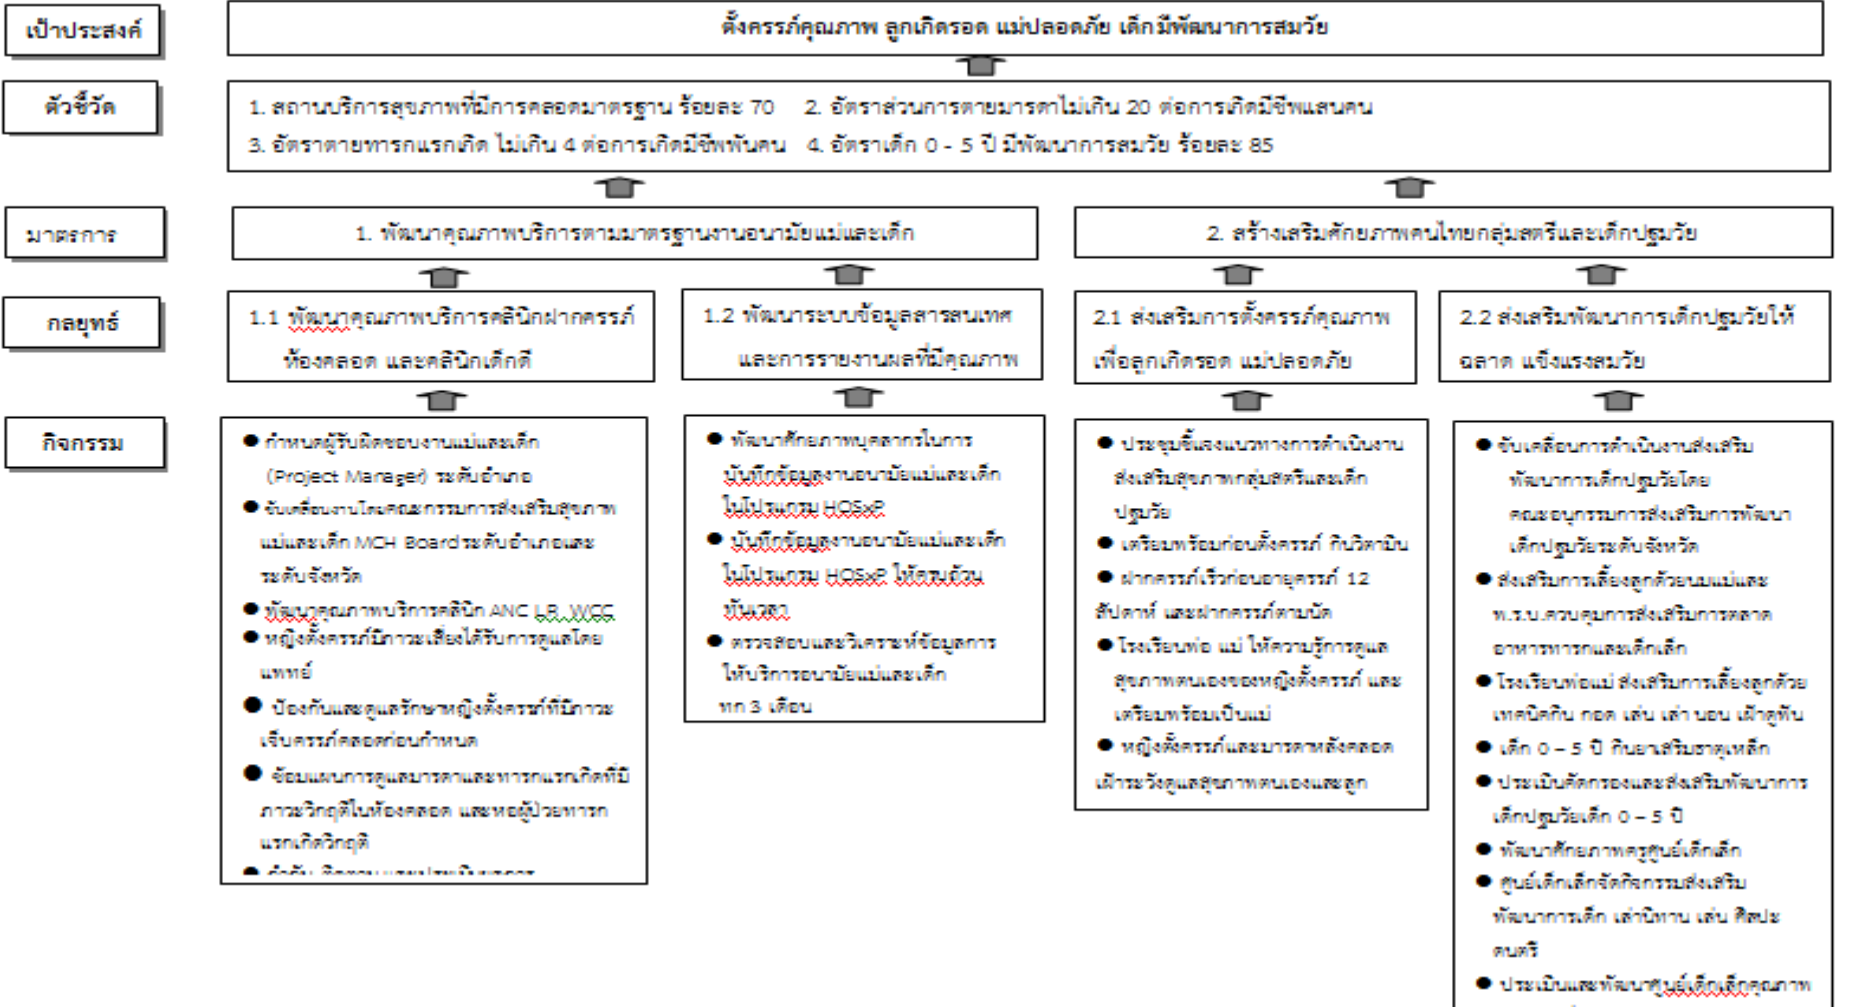 เป้าประสงค์
ตั้งครรภ์คุณภาพ ลูกเกิดรอด แม่ปลอดภัย เด็กมีพัฒนาการสมวัย
ตัวชี้วัด
1. สถานบริการสุขภาพที่มีการคลอดมาตรฐาน ร้อยละ 70 2. อัตราส่วนการตายมารดาไม่เกิน 20 ต่อการเกิดมีชีพแสนคน
3. อัตราตายทารกแรกเกิด ไม่เกิน 4 ต่อการเกิดมีชีพพันคน 4. อัตราเด็ก 0 - 5 ปี มีพัฒนาการสมวัย ร้อยละ 85
มาตรการ
1. พัฒนาคุณภาพบริการตามมาตรฐานงานอนามัยแม่และเด็ก
2. สร้างเสริมศักยภาพคนไทยกลุ่มสตรีและเด็กปฐมวัย
กลยุทธ์
1.1 พัฒนาคุณภาพบริการคลินิกฝากครรภ์
ห้องคลอด และคลินิกเด็กดี
1.2 พัฒนาระบบข้อมูลสารสนเทศ
และการรายงานผลที่มีคุณภาพ
2.1 ส่งเสริมการตั้งครรภ์คุณภาพ
เพื่อลูกเกิดรอด แม่ปลอดภัย
2.2 ส่งเสริมพัฒนาการเด็กปฐมวัยให้
ฉลาด แข็งแรงสมวัย
กิจกรรม
● กำหนดผู้รับผิดชอบงานแม่และเด็ก
(Project Manager) ระดับอำเภอ
● ขับเคลื่อนงานโดยคณะกรรมการส่งเสริมสุขภาพ
แม่และเด็ก MCH Boardระดับอำเภอและ
ระดับจังหวัด
● พัฒนาคุณภาพบริการคลินิก ANC LR WCC
● หญิงตั้งครรภ์มีภาวะเสี่ยงได้รับการดูแลโดย
แพทย์
● ป้องกันและดูแลรักษาหญิงตั้งครรภ์ที่มีภาวะ
เจ็บครรภ์คลอดก่อนกำหนด
● ซ้อมแผนการดูแลมารดาและทารกแรกเกิดที่มี
ภาวะวิกฤติในห้องคลอด และหอผู้ป่วยทารก
แรกเกิดวิกฤติ
● กำกับ ติดตาม และประเมินผลการ
● พัฒนาศักยภาพบุคลากรในการ
บันทึกข้อมูลงานอนามัยแม่และเด็ก
ในโปรแกรม HOSxP
● บันทึกข้อมูลงานอนามัยแม่และเด็ก
ในโปรแกรม HOSxP ให้ครบถ้วน
ทันเวลา
● ตรวจสอบและวิเคราะห์ข้อมูลการ
ให้บริการอนามัยแม่และเด็ก
ทุก 3 เดือน
● ประชุมชี้แจงแนวทางการดำเนินงาน
ส่งเสริมสุขภาพกลุ่มสตรีและเด็ก
ปฐมวัย
● เตรียมพร้อมก่อนตั้งครรภ์ กินวิตามิน
● ฝากครรภ์เร็วก่อนอายุครรภ์ 12
สัปดาห์ และฝากครรภ์ตามนัด
● โรงเรียนพ่อ แม่ ให้ความรู้การดูแล
สุขภาพตนเองของหญิงตั้งครรภ์ และ
เตรียมพร้อมเป็นแม่
● หญิงตั้งครรภ์และมารดาหลังคลอด
เฝ้าระวังดูแลสุขภาพตนเองและลูก
● ขับเคลื่อนการดำเนินงานส่งเสริม
พัฒนาการเด็กปฐมวัยโดย
คณะอนุกรรมการส่งเสริมการพัฒนา
เด็กปฐมวัยระดับจังหวัด
● ส่งเสริมการเลี้ยงลูกด้วยนมแม่และ
พ.ร.บ.ควบคุมการส่งเสริมการตลาด
อาหารทารกและเด็กเล็ก
● โรงเรียนพ่อแม่ ส่งเสริมการเลี้ยงลูกด้วย
เทคนิคกิน กอด เล่น เล่า นอน เฝ้าดูฟัน
● เด็ก 0 – 5 ปี กินยาเสริมธาตุเหล็ก
● ประเมินคัดกรองและส่งเสริมพัฒนาการ
เด็กปฐมวัยเด็ก 0 – 5 ปี
● พัฒนาศักยภาพครูศูนย์เด็กเล็ก
● ศูนย์เด็กเล็กจัดกิจกรรมส่งเสริม
พัฒนาการเด็ก เล่านิทาน เล่น ศิลปะ
ดนตรี
● ประเมินและพัฒนาศูนย์เด็กเล็กคุณภาพ